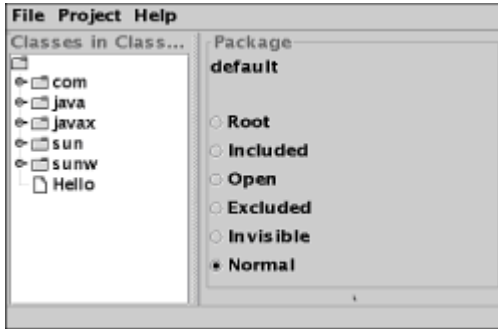 File Project Help
Classes in Class...
com
java
javax
sun
sunw
Hello
Package
default
Root
Included
Open
Excluded
Invisible
Normal